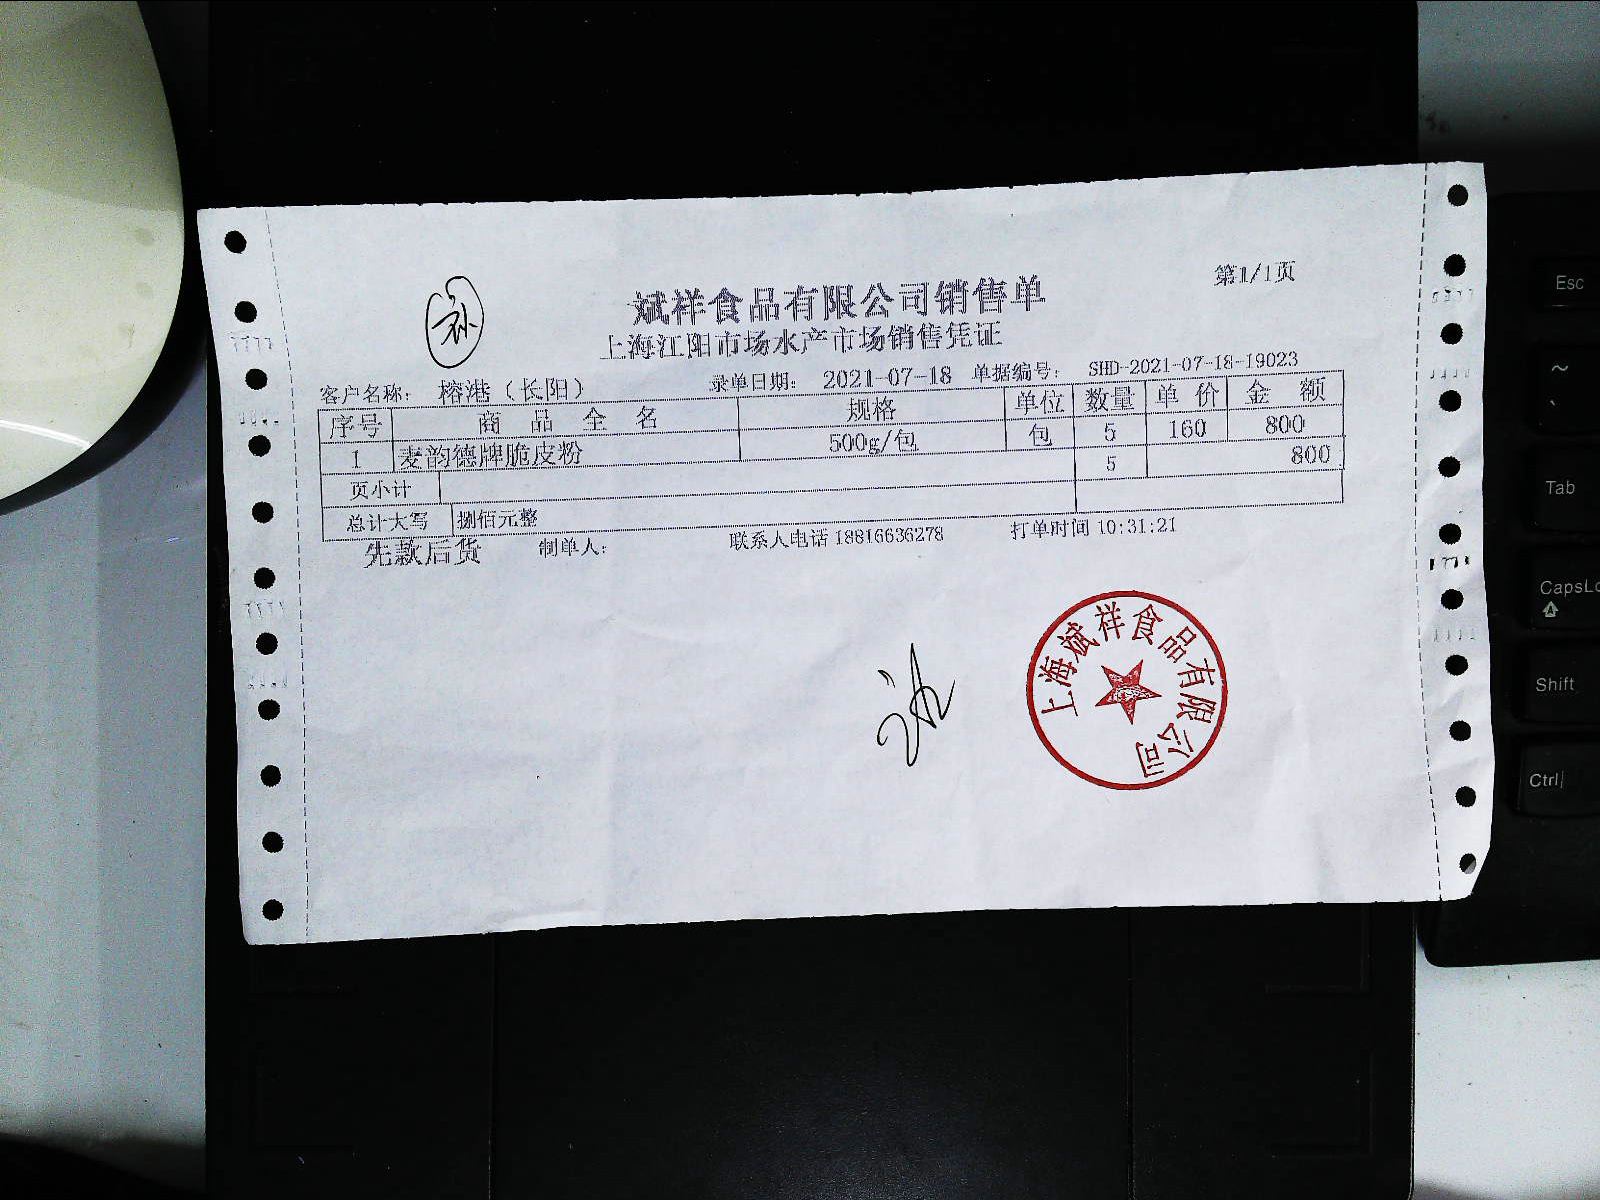 第1/1页
斌祥食品有限公司销售单
上海江阳市场水产市场销售凭证
客户名称: 榕港（长阳） 录单日期: 2021-07-18 单据编号: SHD-2021-07-18-19023
序号 商品全名 规格 单位 数量 单价 金额
1 麦韵德牌脆皮粉 500g/包 包 5 160 800
页小计 5 800
总计大写 捌佰元整
先款后货 制单人: 联系人电话 18816636278 打单时间 10:31:21
上海斌祥食品有限公司
Esc
~
`
Tab
CapsLo
Shift
Ctrl